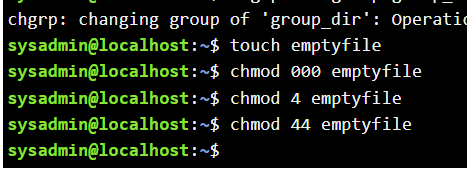 chgrp: changing group of 'group_dir': Operatio
sysadmin@localhost:~$ touch emptyfile
sysadmin@localhost:~$ chmod 000 emptyfile
sysadmin@localhost:~$ chmod 4 emptyfile
sysadmin@localhost:~$ chmod 44 emptyfile
sysadmin@localhost:~$